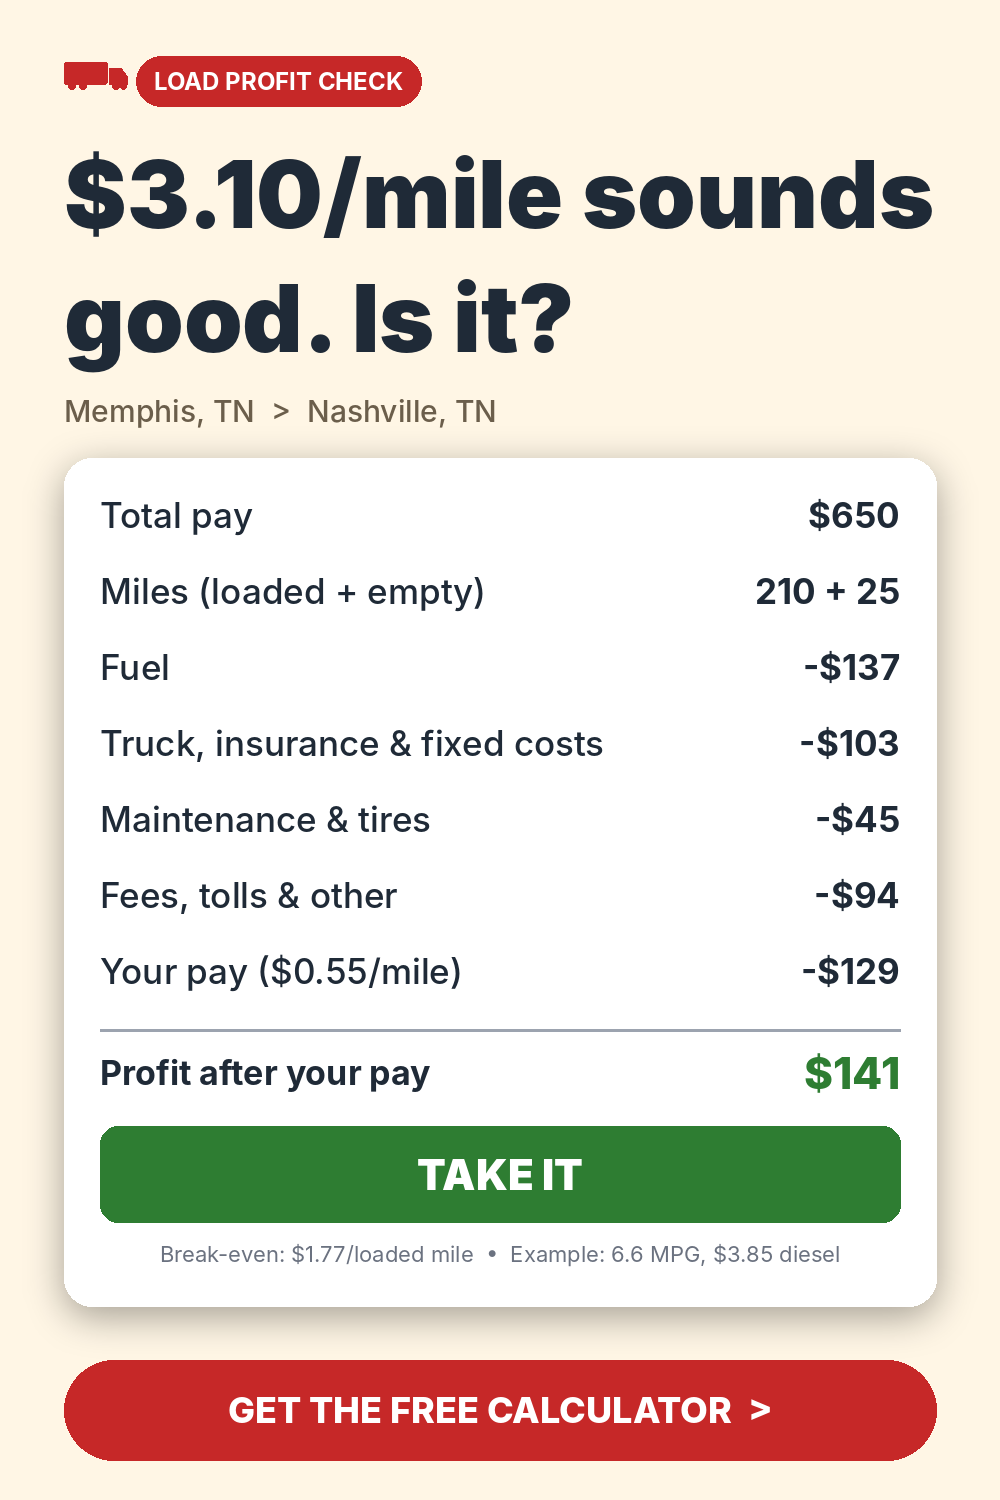 LOAD PROFIT CHECK
$3.10/mile sounds
good. Is it?
Memphis, TN > Nashville, TN
Total pay $650
Miles (loaded + empty) 210 + 25
Fuel -$137
Truck, insurance & fixed costs -$103
Maintenance & tires -$45
Fees, tolls & other -$94
Your pay ($0.55/mile) -$129
Profit after your pay $141
TAKE IT
Break-even: $1.77/loaded mile • Example: 6.6 MPG, $3.85 diesel
GET THE FREE CALCULATOR >